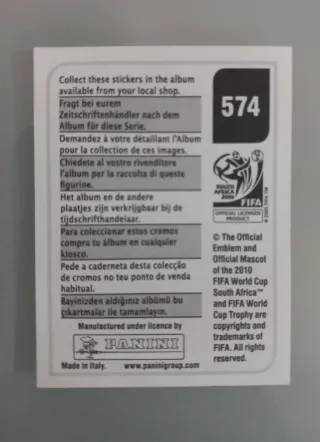 Collect these stickers in the album
available from your local shop.
Fragt bei eurem
Zeitschriftenhändler nach dem
Album für diese Serie.
Demandez à votre détaillant l'Album
pour la collection de ces images.
Chiedete al vostro rivenditore
l'album per la raccolta di queste
figurine.
Het album en de andere
plaatjes zijn verkrijgbaar bij de
tijdschrifthandelaar.
Para coleccionar estos cromos
compra tu álbum en cualquier
kiosco.
Pede a caderneta desta colecção
de cromos no teu ponto de venda
habitual.
Bayinizden aldığınız albümü bu
çıkartmalar ile tamamlayın.
Manufactured under licence by
PANINI
Made in Italy. www.paninigroup.com
574
SOUTH AFRICA
2010
FIFA
OFFICIAL LICENSED
PRODUCT
© The Official
Emblem and
Official Mascot
of the 2010
FIFA World Cup
South Africa™
and FIFA World
Cup Trophy are
copyrights and
trademarks of
FIFA. All rights
reserved.